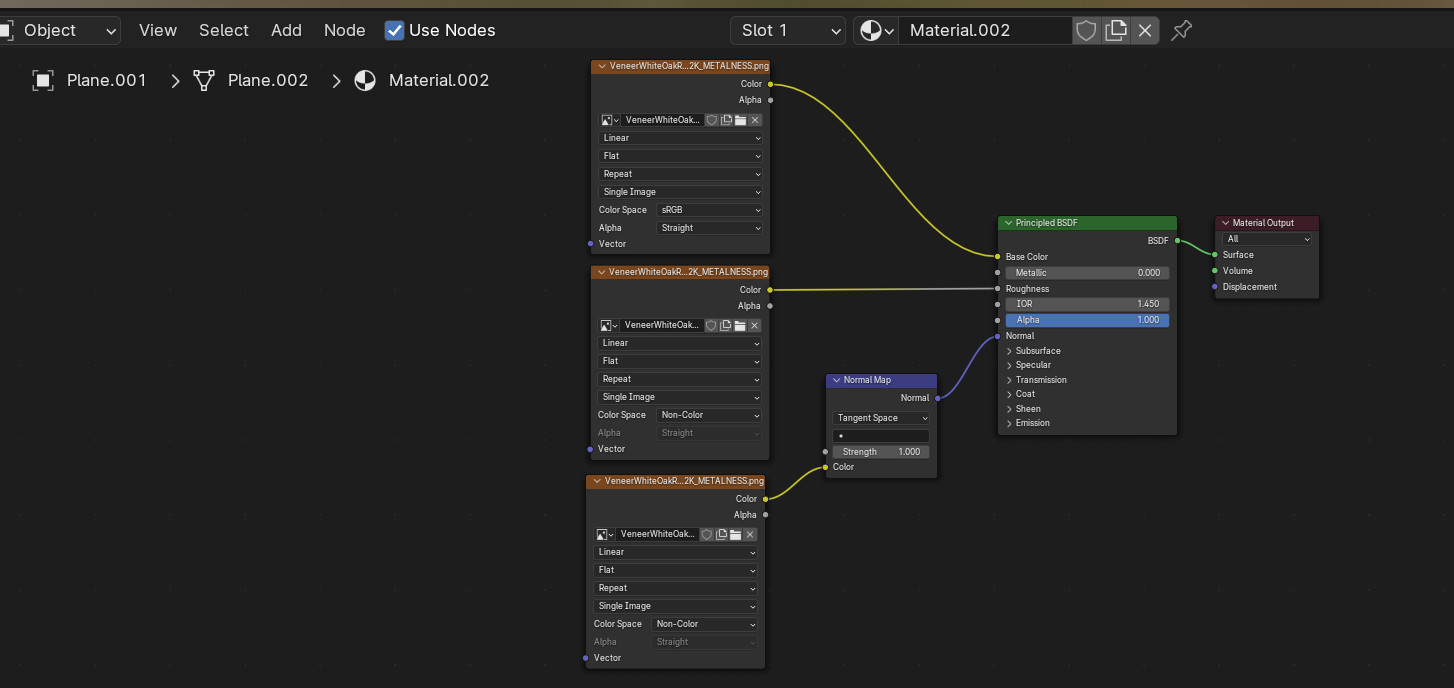 Object View Select Add Node Use Nodes Slot 1 Material.002
Plane.001 Plane.002 Material.002
VeneerWhiteOakR...2K_METALNESS.png
Color
Alpha
VeneerWhiteOak...
Linear
Flat
Repeat
Single Image
Color Space sRGB
Alpha Straight
Vector
VeneerWhiteOakR...2K_METALNESS.png
Color
Alpha
VeneerWhiteOak...
Linear
Flat
Repeat
Single Image
Color Space Non-Color
Alpha Straight
Vector
VeneerWhiteOakR...2K_METALNESS.png
Color
Alpha
VeneerWhiteOak...
Linear
Flat
Repeat
Single Image
Color Space Non-Color
Alpha Straight
Vector
Normal Map
Normal
Tangent Space
Strength 1.000
Color
Principled BSDF
BSDF
Base Color
Metallic 0.000
Roughness
IOR 1.450
Alpha 1.000
Normal
Subsurface
Specular
Transmission
Coat
Sheen
Emission
Material Output
All
Surface
Volume
Displacement